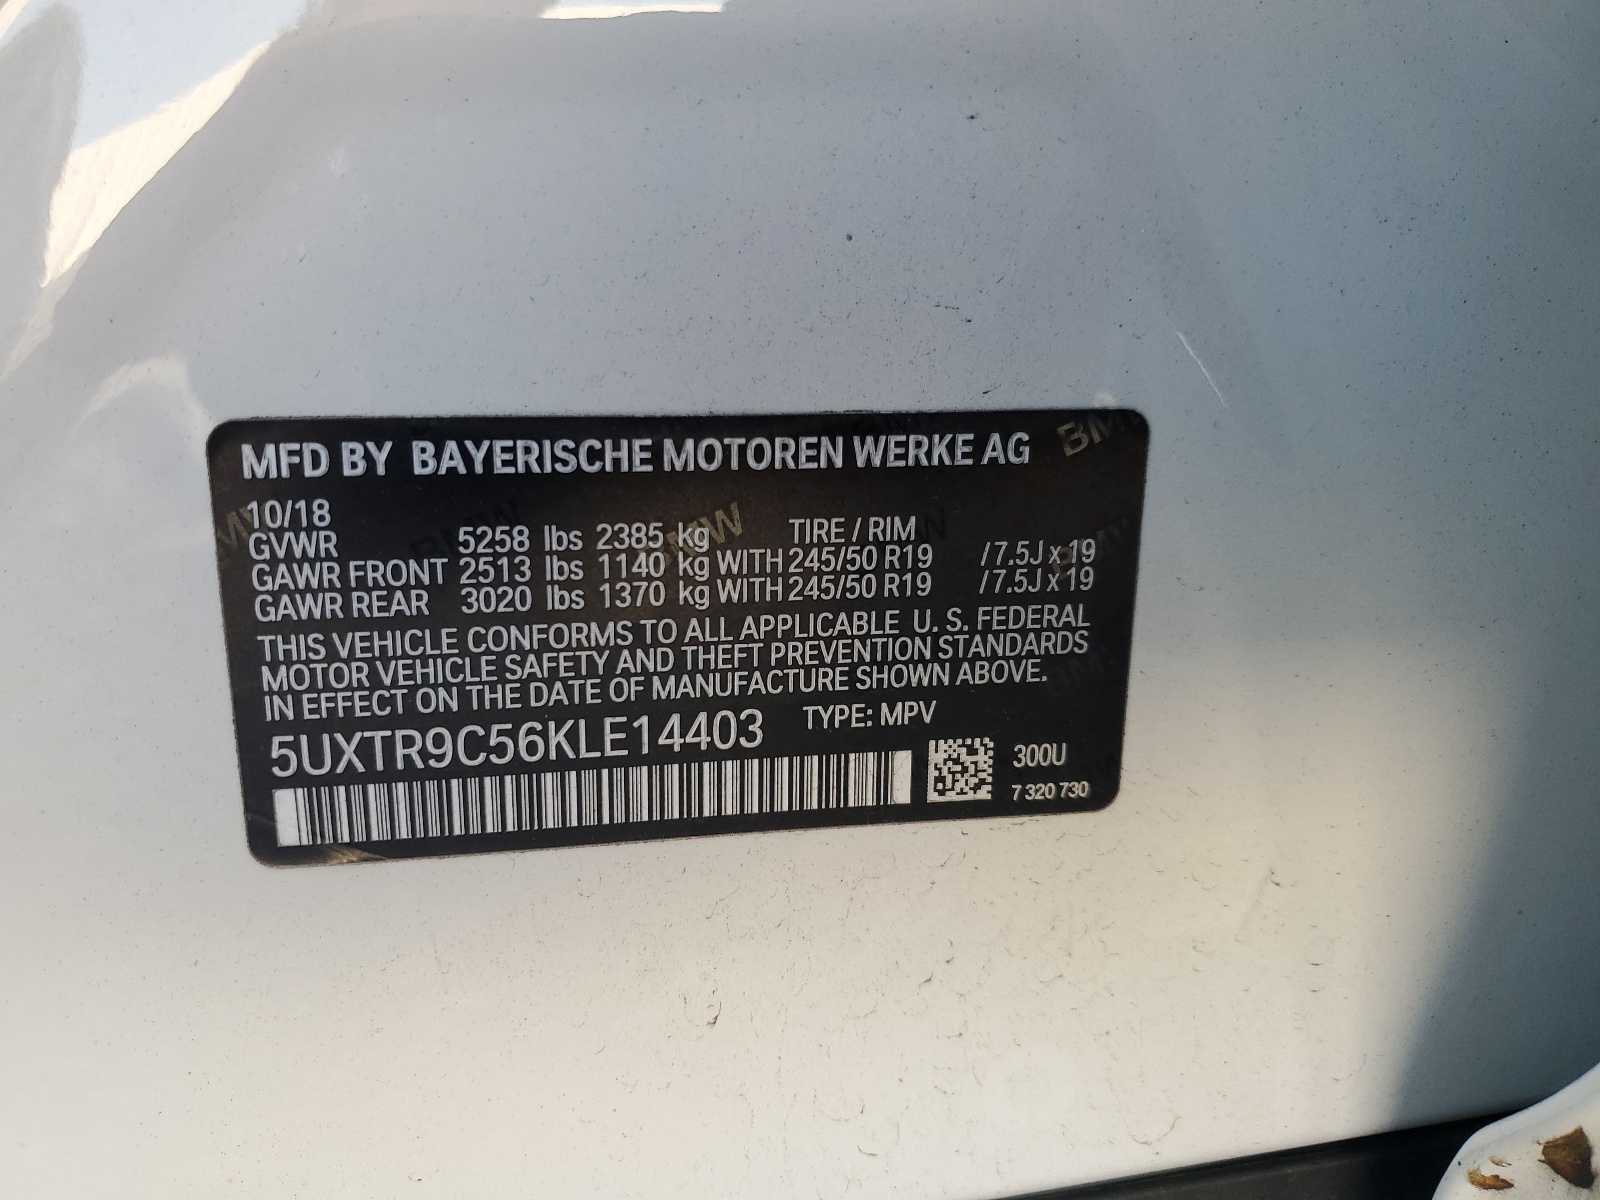 MFD BY BAYERISCHE MOTOREN WERKE AG
10/18
GVWR 5258 lbs 2385 kg TIRE / RIM
GAWR FRONT 2513 lbs 1140 kg WITH 245/50 R19 /7.5J x 19
GAWR REAR 3020 lbs 1370 kg WITH 245/50 R19 /7.5J x 19
THIS VEHICLE CONFORMS TO ALL APPLICABLE U. S. FEDERAL
MOTOR VEHICLE SAFETY AND THEFT PREVENTION STANDARDS
IN EFFECT ON THE DATE OF MANUFACTURE SHOWN ABOVE.
5UXTR9C56KLE14403 TYPE: MPV
300U
7 320 730
BMW